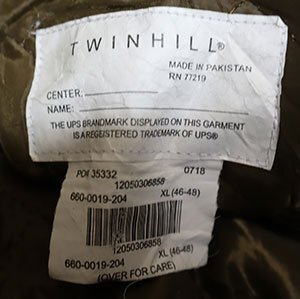 TWINHILL®
MADE IN PAKISTAN
RN 77219
CENTER:
NAME:
THE UPS BRANDMARK DISPLAYED ON THIS GARMENT
IS A REGEISTERED TRADEMARK OF UPS®
PO# 35332 0718
12050306858
660-0019-204 XL (46-48)
12050306858
660-0019-204 XL (46-48)
(OVER FOR CARE)